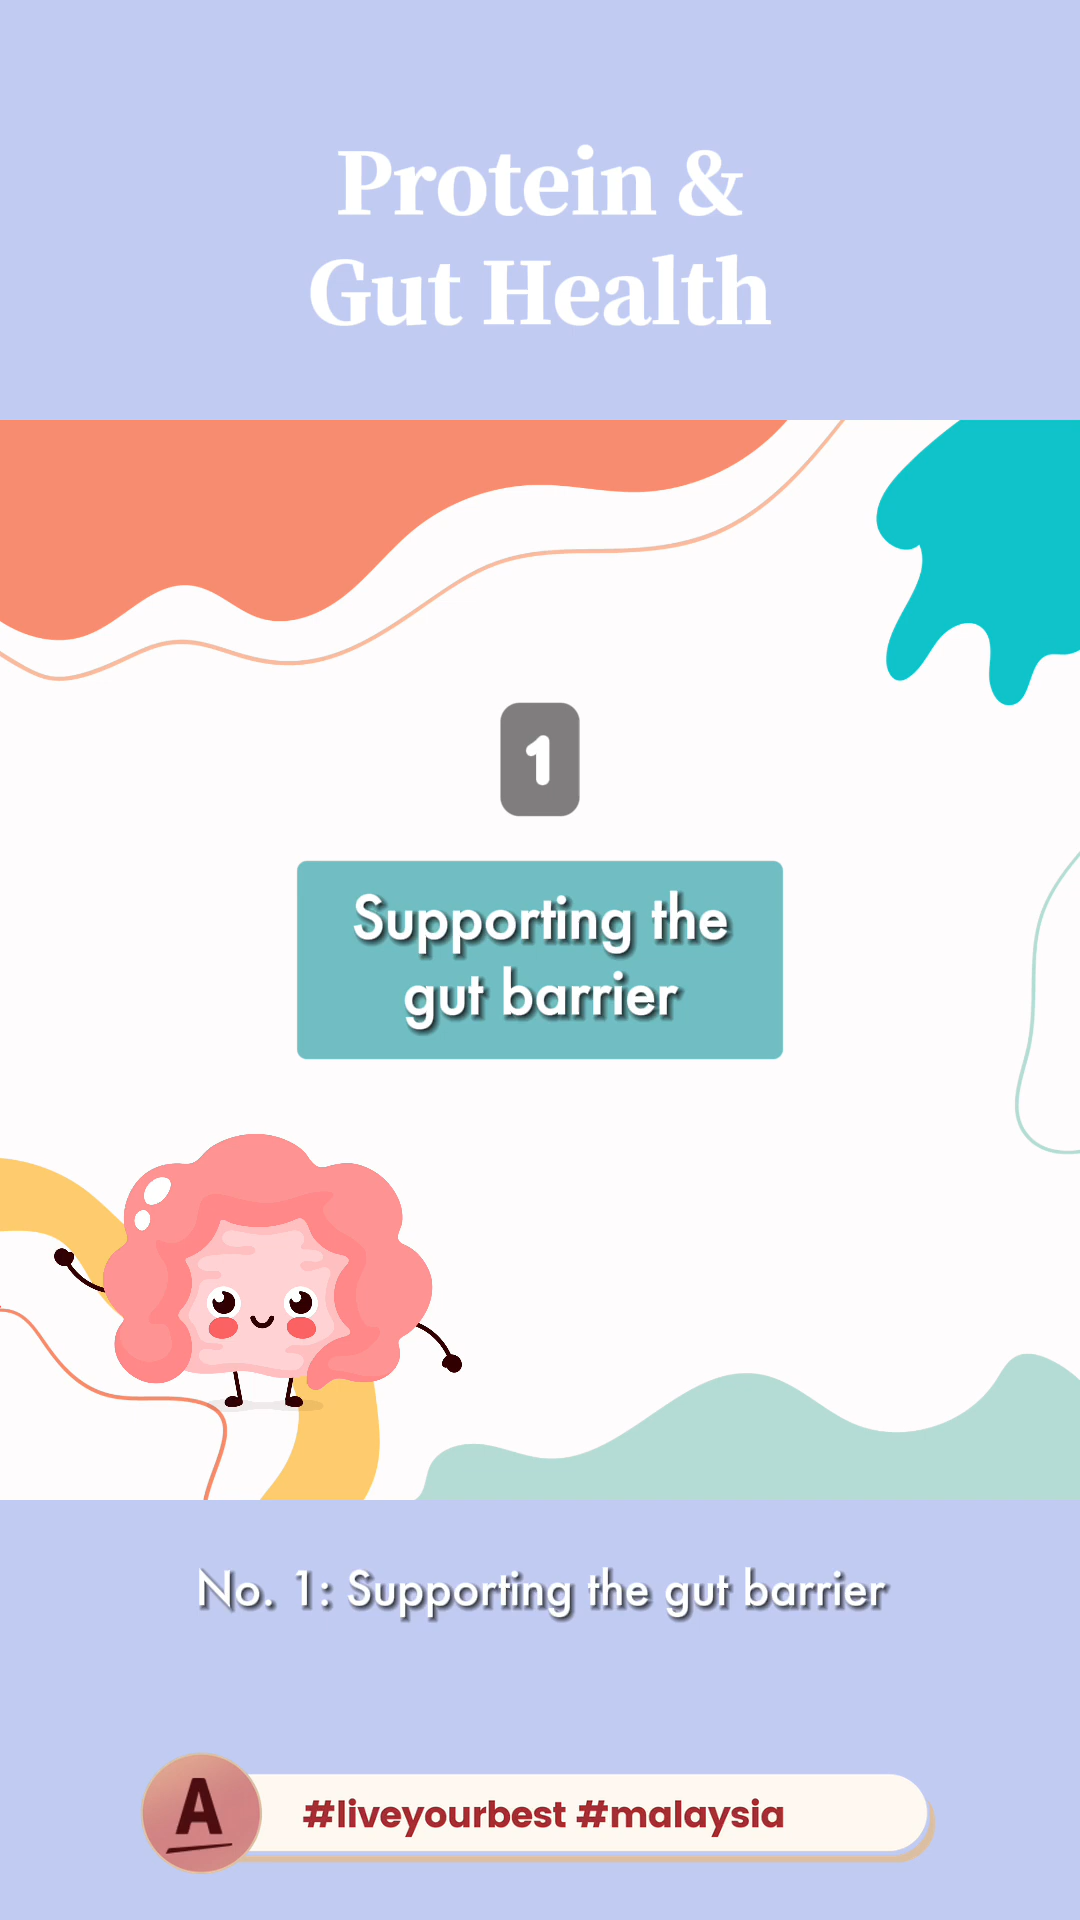 Protein &
Gut Health
1
Supporting the
gut barrier
No. 1: Supporting the gut barrier
A
#liveyourbest #malaysia